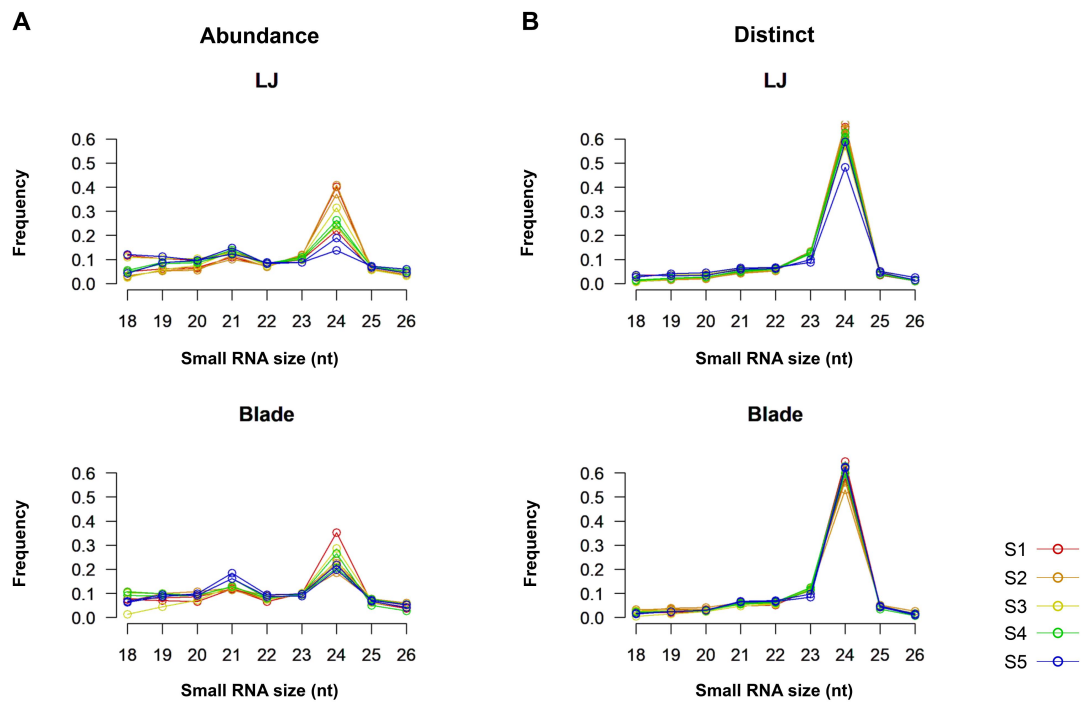 A
Abundance
LJ
Frequency
0.6
0.5
0.4
0.3
0.2
0.1
0.0
18 19 20 21 22 23 24 25 26
Small RNA size (nt)
Blade
Frequency
0.6
0.5
0.4
0.3
0.2
0.1
0.0
18 19 20 21 22 23 24 25 26
Small RNA size (nt)
B
Distinct
LJ
Frequency
0.6
0.5
0.4
0.3
0.2
0.1
0.0
18 19 20 21 22 23 24 25 26
Small RNA size (nt)
Blade
Frequency
0.6
0.5
0.4
0.3
0.2
0.1
0.0
18 19 20 21 22 23 24 25 26
Small RNA size (nt)
S1
S2
S3
S4
S5